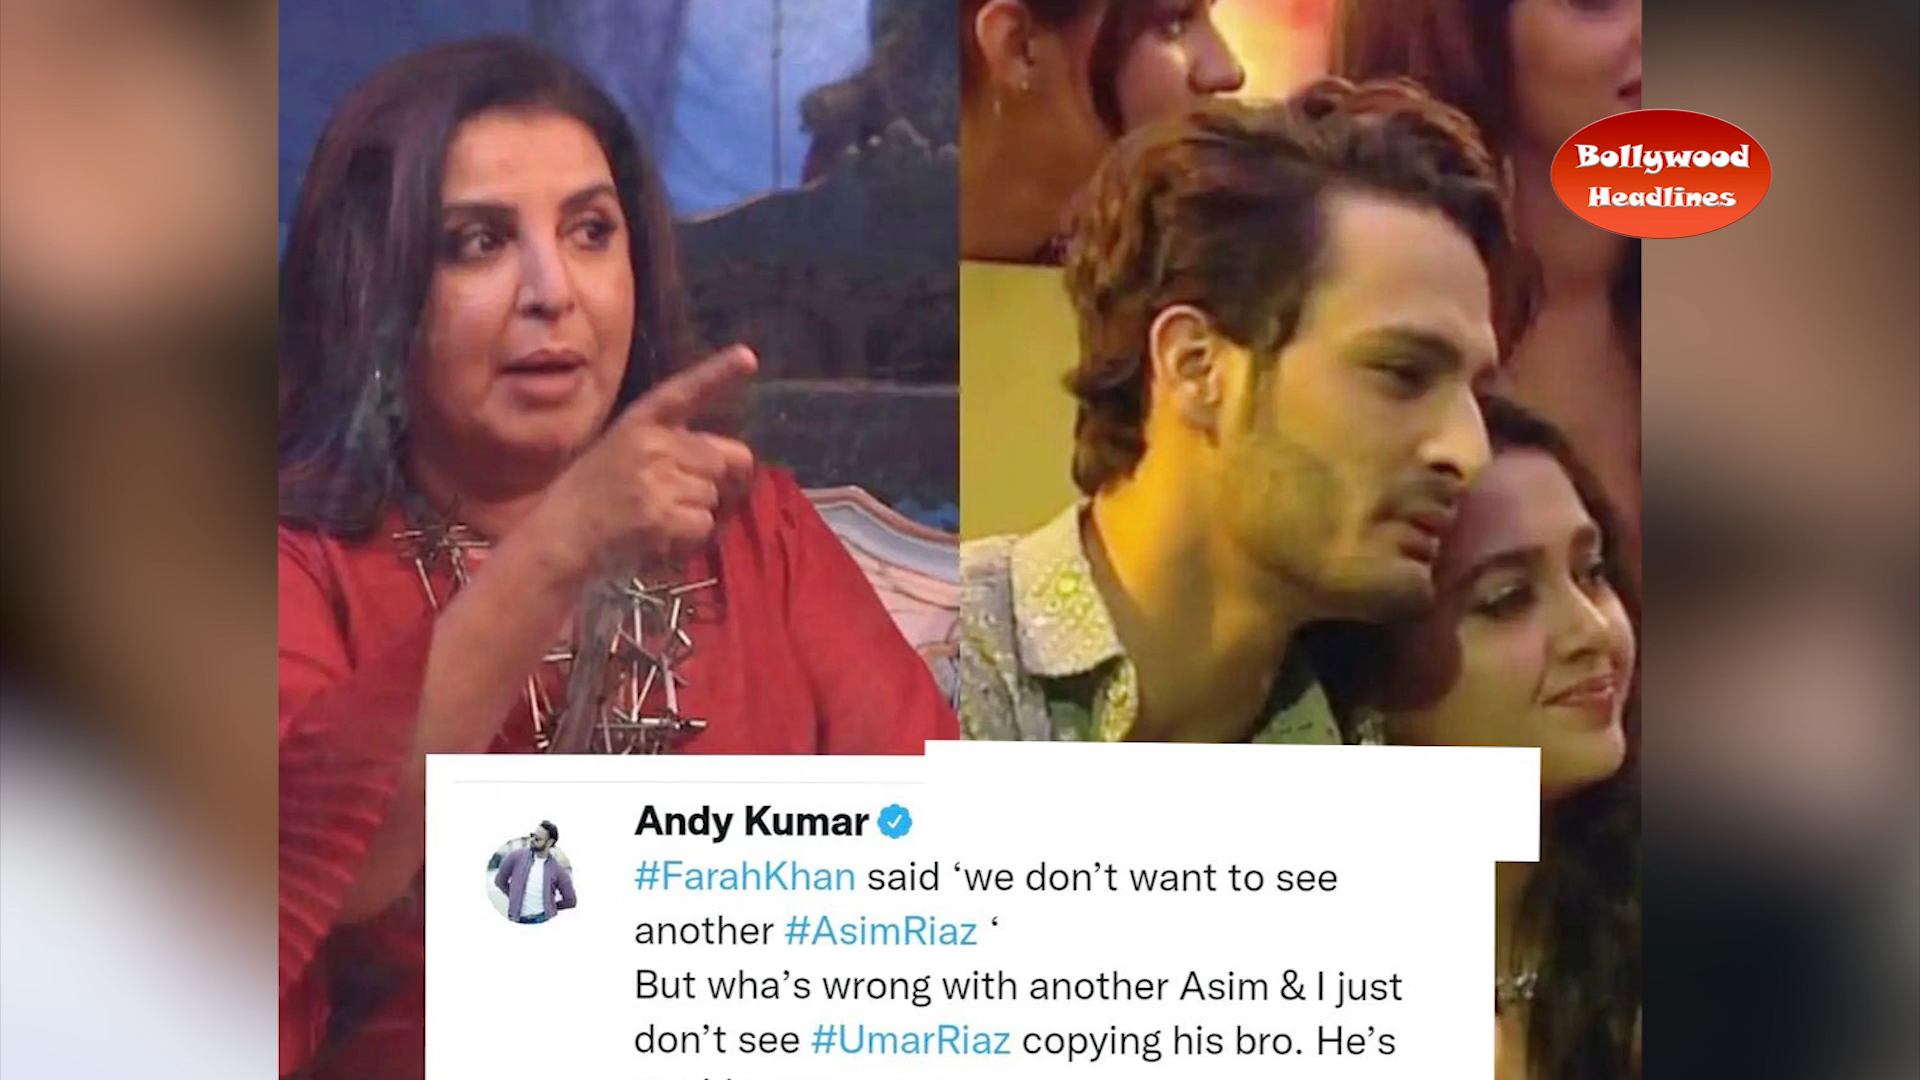 Bollywood
Headlines
Andy Kumar
#FarahKhan said ‘we don’t want to see
another #AsimRiaz ‘
But wha’s wrong with another Asim & I just
don’t see #UmarRiaz copying his bro. He’s